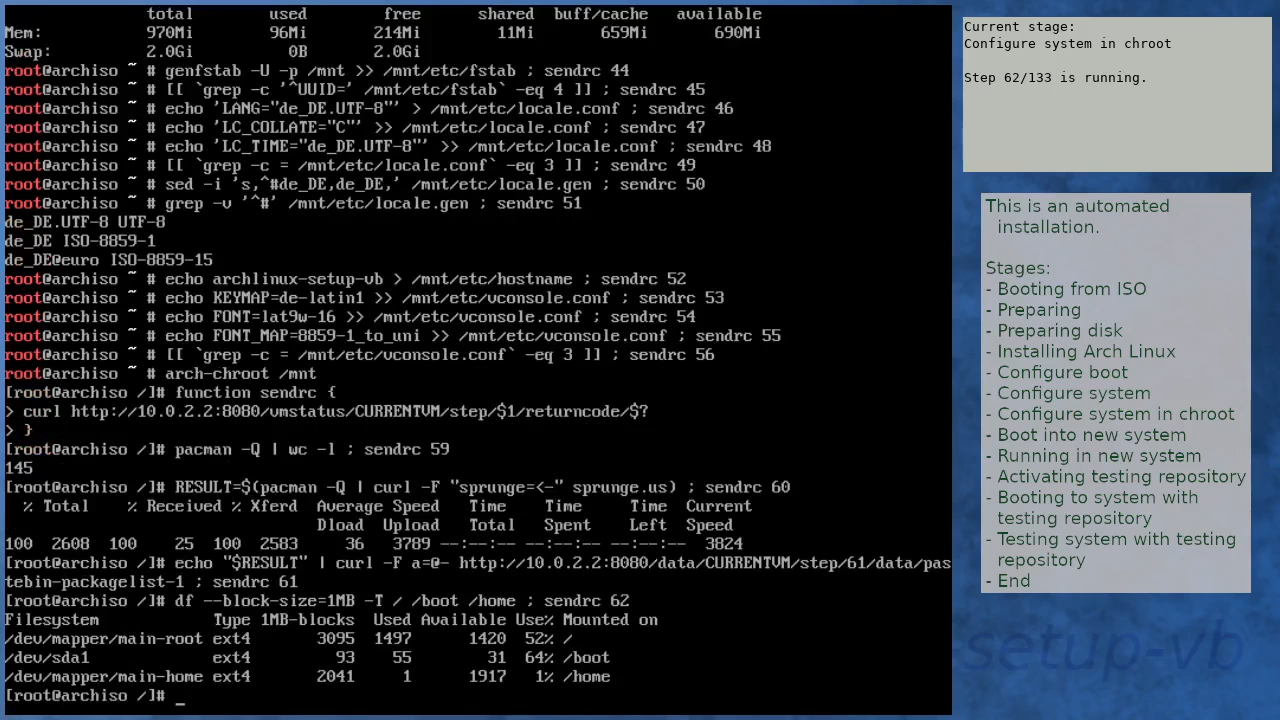 total        used        free      shared  buff/cache   available
Mem:           970Mi        96Mi       214Mi        11Mi       659Mi       690Mi
Swap:          2.0Gi          0B       2.0Gi
root@archiso ~ # genfstab -U -p /mnt >> /mnt/etc/fstab ; sendrc 44
root@archiso ~ # [[ `grep -c '^UUID=' /mnt/etc/fstab` -eq 4 ]] ; sendrc 45
root@archiso ~ # echo 'LANG="de_DE.UTF-8"' > /mnt/etc/locale.conf ; sendrc 46
root@archiso ~ # echo 'LC_COLLATE="C"' >> /mnt/etc/locale.conf ; sendrc 47
root@archiso ~ # echo 'LC_TIME="de_DE.UTF-8"' >> /mnt/etc/locale.conf ; sendrc 48
root@archiso ~ # [[ `grep -c = /mnt/etc/locale.conf` -eq 3 ]] ; sendrc 49
root@archiso ~ # sed -i 's,^#de_DE,de_DE,' /mnt/etc/locale.gen ; sendrc 50
root@archiso ~ # grep -v '^#' /mnt/etc/locale.gen ; sendrc 51
de_DE.UTF-8 UTF-8
de_DE ISO-8859-1
de_DE@euro ISO-8859-15
root@archiso ~ # echo archlinux-setup-vb > /mnt/etc/hostname ; sendrc 52
root@archiso ~ # echo KEYMAP=de-latin1 >> /mnt/etc/vconsole.conf ; sendrc 53
root@archiso ~ # echo FONT=lat9w-16 >> /mnt/etc/vconsole.conf ; sendrc 54
root@archiso ~ # echo FONT_MAP=8859-1_to_uni >> /mnt/etc/vconsole.conf ; sendrc 55
root@archiso ~ # [[ `grep -c = /mnt/etc/vconsole.conf` -eq 3 ]] ; sendrc 56
root@archiso ~ # arch-chroot /mnt
[root@archiso /]# function sendrc {
> curl http://10.0.2.2:8080/vmstatus/CURRENTVM/step/$1/returncode/$?
> }
[root@archiso /]# pacman -Q | wc -l ; sendrc 59
145
[root@archiso /]# RESULT=$(pacman -Q | curl -F "sprunge=<-" sprunge.us) ; sendrc 60
  % Total    % Received % Xferd  Average Speed   Time    Time     Time  Current
                                 Dload  Upload   Total   Spent    Left  Speed
100  2608  100    25  100  2583     36   3789 --:--:-- --:--:-- --:--:--  3824
[root@archiso /]# echo "$RESULT" | curl -F a=@- http://10.0.2.2:8080/data/CURRENTVM/step/61/data/pas
tebin-packagelist-1 ; sendrc 61
[root@archiso /]# df --block-size=1MB -T / /boot /home ; sendrc 62
Filesystem            Type 1MB-blocks  Used Available Use% Mounted on
/dev/mapper/main-root ext4       3095  1497      1420  52% /
/dev/sda1             ext4         93    55        31  64% /boot
/dev/mapper/main-home ext4       2041     1      1917   1% /home
[root@archiso /]# _
Current stage:
Configure system in chroot
Step 62/133 is running.
This is an automated
installation.
Stages:
- Booting from ISO
- Preparing
- Preparing disk
- Installing Arch Linux
- Configure boot
- Configure system
- Configure system in chroot
- Boot into new system
- Running in new system
- Activating testing repository
- Booting to system with
testing repository
- Testing system with testing
repository
- End
-setup-vb